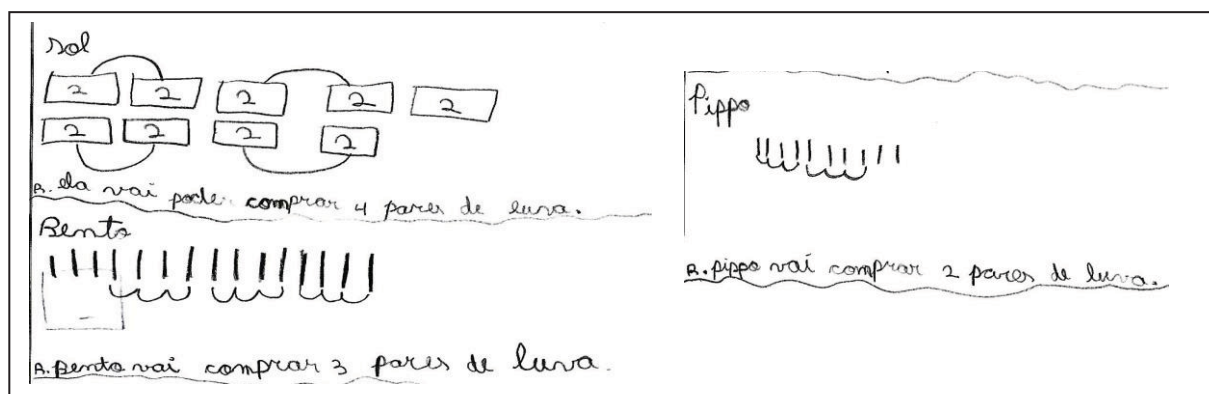 Sol
2 2 2 2 2
2 2 2 2
R. ela vai pode comprar 4 pares de luva.
Bento
R. Bento vai comprar 3 pares de luva.
Pippo
R. pippo vai comprar 2 pares de luva.